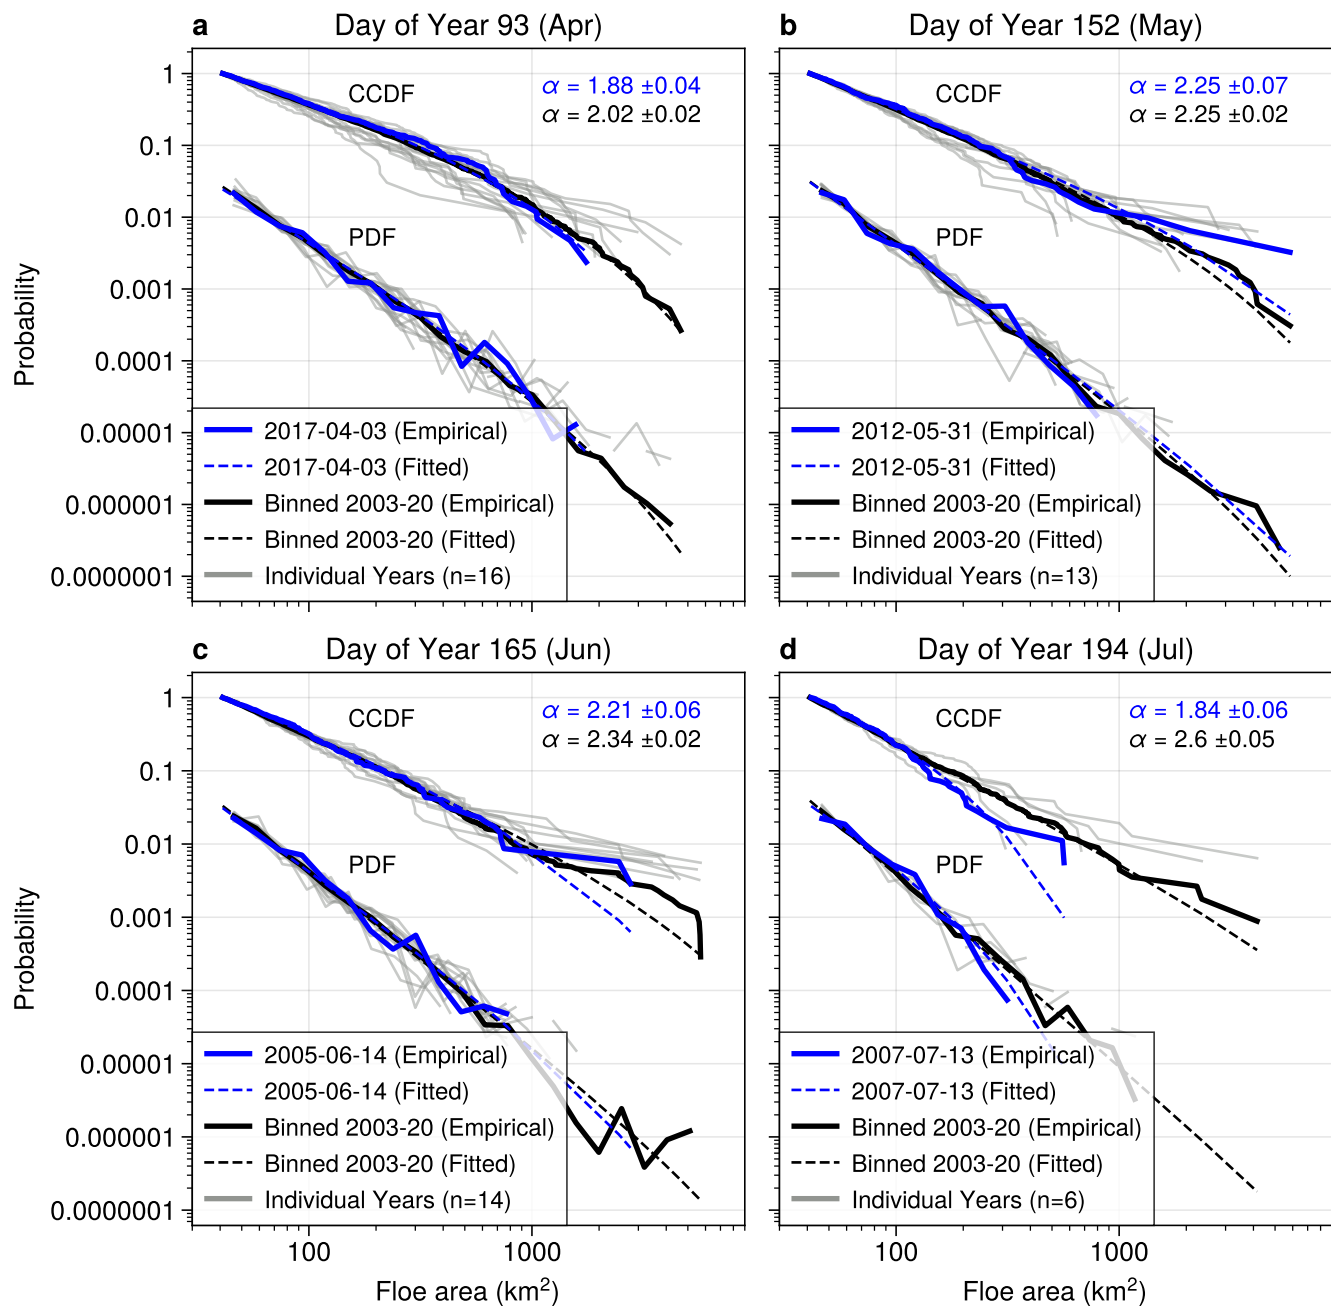 a Day of Year 93 (Apr)
CCDF
α = 1.88 ±0.04
α = 2.02 ±0.02
PDF
1
0.1
0.01
0.001
0.0001
0.00001
0.000001
0.0000001
Probability
2017-04-03 (Empirical)
2017-04-03 (Fitted)
Binned 2003-20 (Empirical)
Binned 2003-20 (Fitted)
Individual Years (n=16)
b Day of Year 152 (May)
CCDF
α = 2.25 ±0.07
α = 2.25 ±0.02
PDF
2012-05-31 (Empirical)
2012-05-31 (Fitted)
Binned 2003-20 (Empirical)
Binned 2003-20 (Fitted)
Individual Years (n=13)
c Day of Year 165 (Jun)
CCDF
α = 2.21 ±0.06
α = 2.34 ±0.02
PDF
1
0.1
0.01
0.001
0.0001
0.00001
0.000001
0.0000001
Probability
2005-06-14 (Empirical)
2005-06-14 (Fitted)
Binned 2003-20 (Empirical)
Binned 2003-20 (Fitted)
Individual Years (n=14)
100 1000
Floe area (km²)
d Day of Year 194 (Jul)
CCDF
α = 1.84 ±0.06
α = 2.6 ±0.05
PDF
2007-07-13 (Empirical)
2007-07-13 (Fitted)
Binned 2003-20 (Empirical)
Binned 2003-20 (Fitted)
Individual Years (n=6)
100 1000
Floe area (km²)